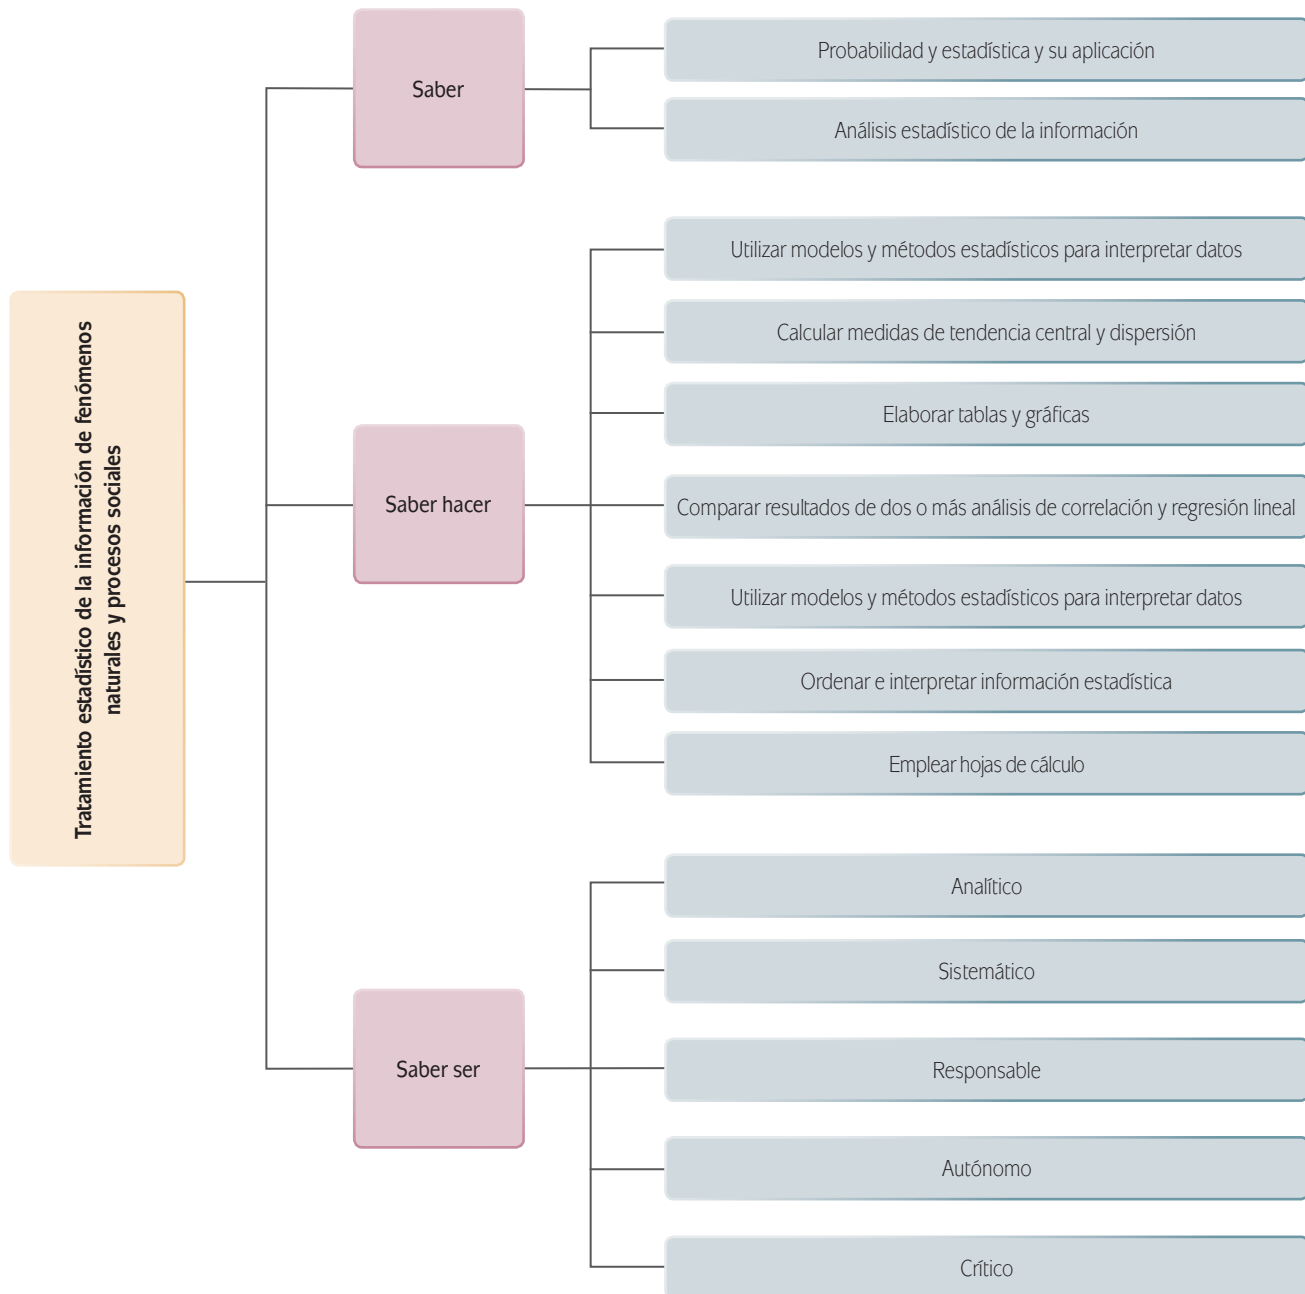 Tratamiento estadístico de la información de fenómenos
naturales y procesos sociales
Saber
Probabilidad y estadística y su aplicación
Análisis estadístico de la información
Saber hacer
Utilizar modelos y métodos estadísticos para interpretar datos
Calcular medidas de tendencia central y dispersión
Elaborar tablas y gráficas
Comparar resultados de dos o más análisis de correlación y regresión lineal
Utilizar modelos y métodos estadísticos para interpretar datos
Ordenar e interpretar información estadística
Emplear hojas de cálculo
Saber ser
Analítico
Sistemático
Responsable
Autónomo
Crítico